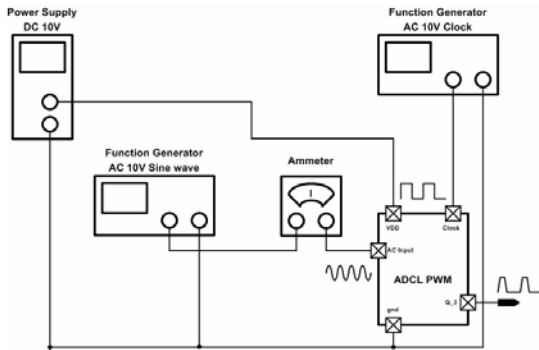 Power Supply
DC 10V
Function Generator
AC 10V Clock
Function Generator
AC 10V Sine wave
Ammeter
I
VDD
Clock
AC Input
ADCL PWM
Q_2
gnd